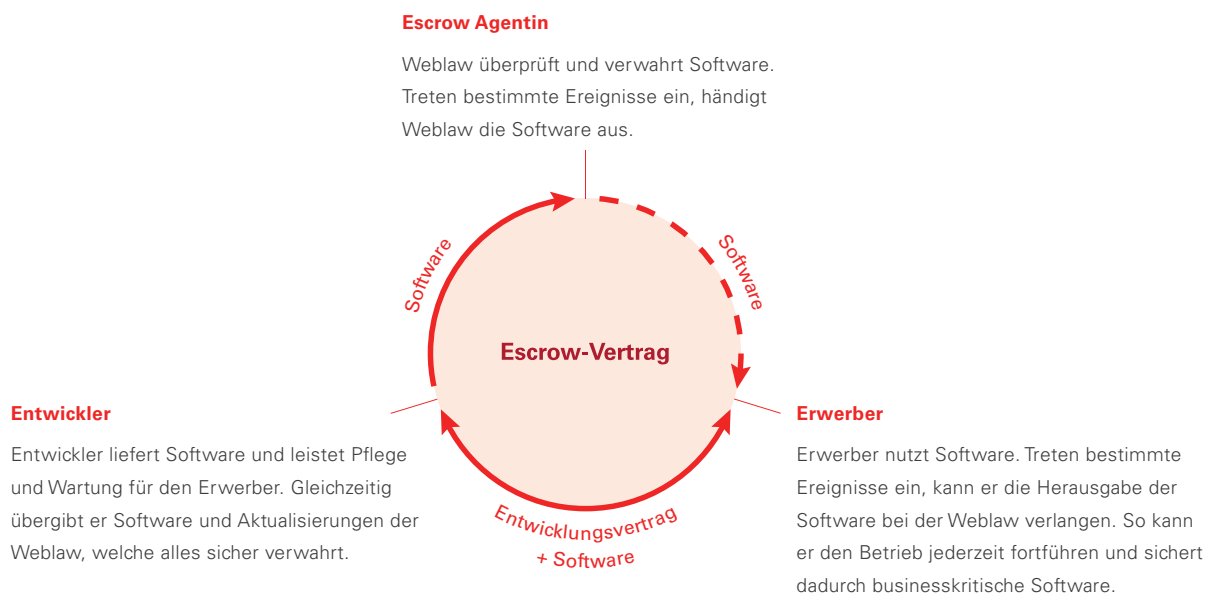 Escrow Agentin
Weblaw überprüft und verwahrt Software.
Treten bestimmte Ereignisse ein, händigt
Weblaw die Software aus.
Software
Software
Escrow-Vertrag
Entwickler
Entwickler liefert Software und leistet Pflege
und Wartung für den Erwerber. Gleichzeitig
übergibt er Software und Aktualisierungen der
Weblaw, welche alles sicher verwahrt.
Erwerber
Erwerber nutzt Software. Treten bestimmte
Ereignisse ein, kann er die Herausgabe der
Software bei der Weblaw verlangen. So kann
er den Betrieb jederzeit fortführen und sichert
dadurch businesskritische Software.
Entwicklungsvertrag
+ Software